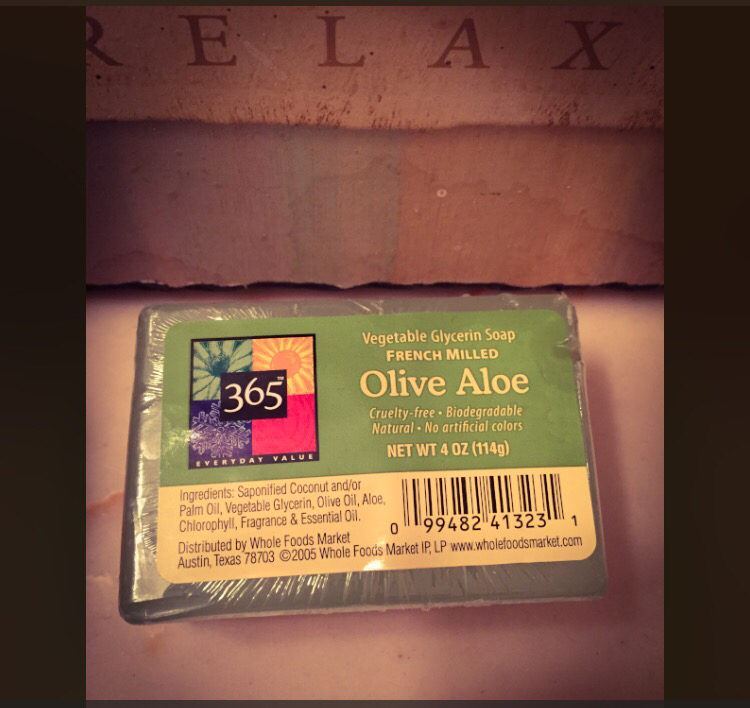 RELAX
365™
EVERYDAY VALUE
Vegetable Glycerin Soap
FRENCH MILLED
Olive Aloe
Cruelty-free • Biodegradable
Natural • No artificial colors
NET WT 4 OZ (114g)
Ingredients: Saponified Coconut and/or
Palm Oil, Vegetable Glycerin, Olive Oil, Aloe,
Chlorophyll, Fragrance & Essential Oil.
Distributed by Whole Foods Market
Austin, Texas 78703 ©2005 Whole Foods Market IP, LP www.wholefoodsmarket.com
0 99482 41323 1